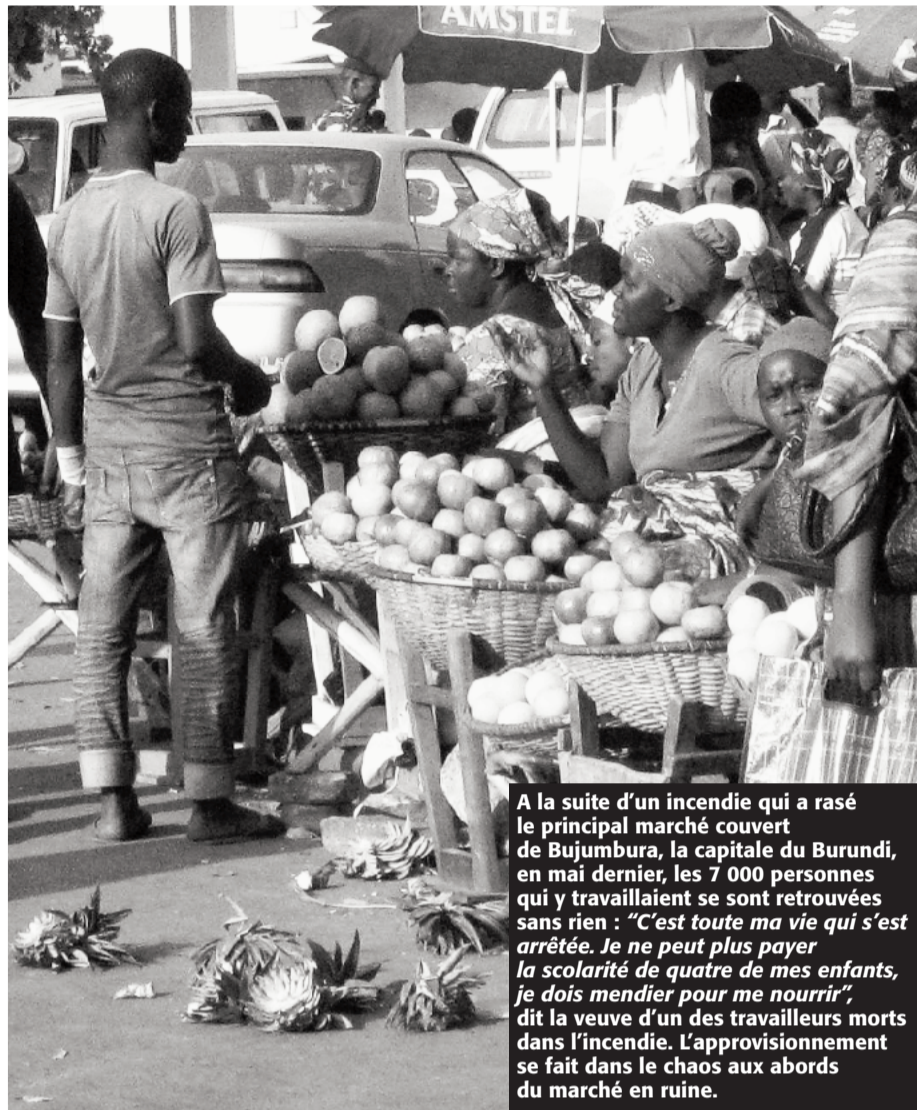 AMSTEL
A la suite d’un incendie qui a rasé
le principal marché couvert
de Bujumbura, la capitale du Burundi,
en mai dernier, les 7 000 personnes
qui y travaillaient se sont retrouvées
sans rien : “C’est toute ma vie qui s’est
arrêtée. Je ne peut plus payer
la scolarité de quatre de mes enfants,
je dois mendier pour me nourrir”,
dit la veuve d’un des travailleurs morts
dans l’incendie. L’approvisionnement
se fait dans le chaos aux abords
du marché en ruine.